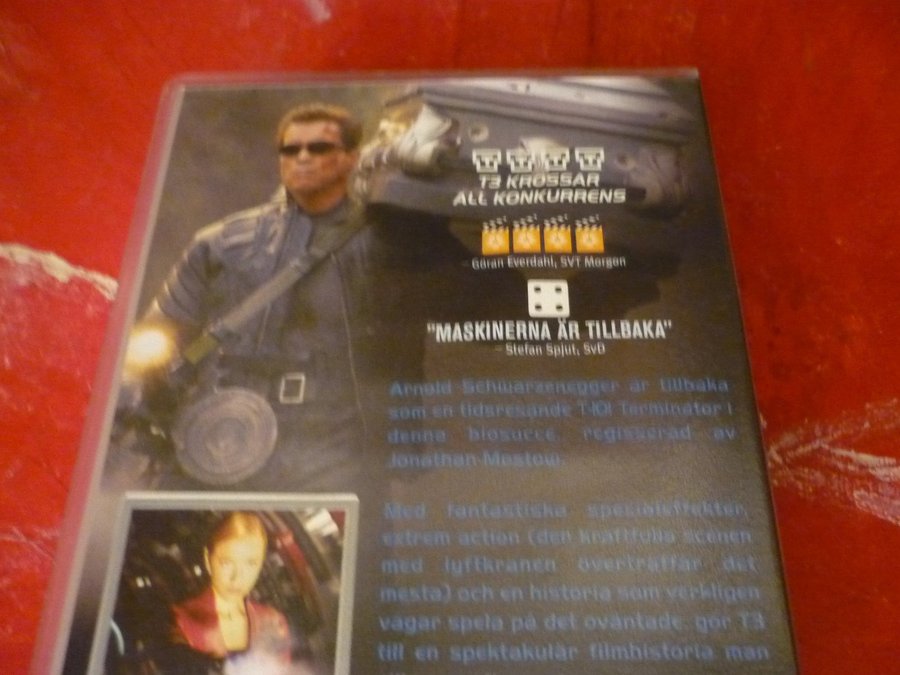 T3 KROSSAR
ALL KONKURRENS
- Göran Everdahl, SVT Morgon
"MASKINERNA ÄR TILLBAKA"
- Stefan Spjut, SvD
Arnold Schwarzenegger är tillbaka
som en tidsresande T-101 Terminator i
denna biosuccé, regisserad av
Jonathan Mostow.
Med fantastiska specialeffekter,
extrem action (den kraftfulla scenen
med lyftkranen överträffar det
mesta) och en historia som verkligen
vågar spela på det oväntade, gör T3
till en spektakulär filmhistoria man